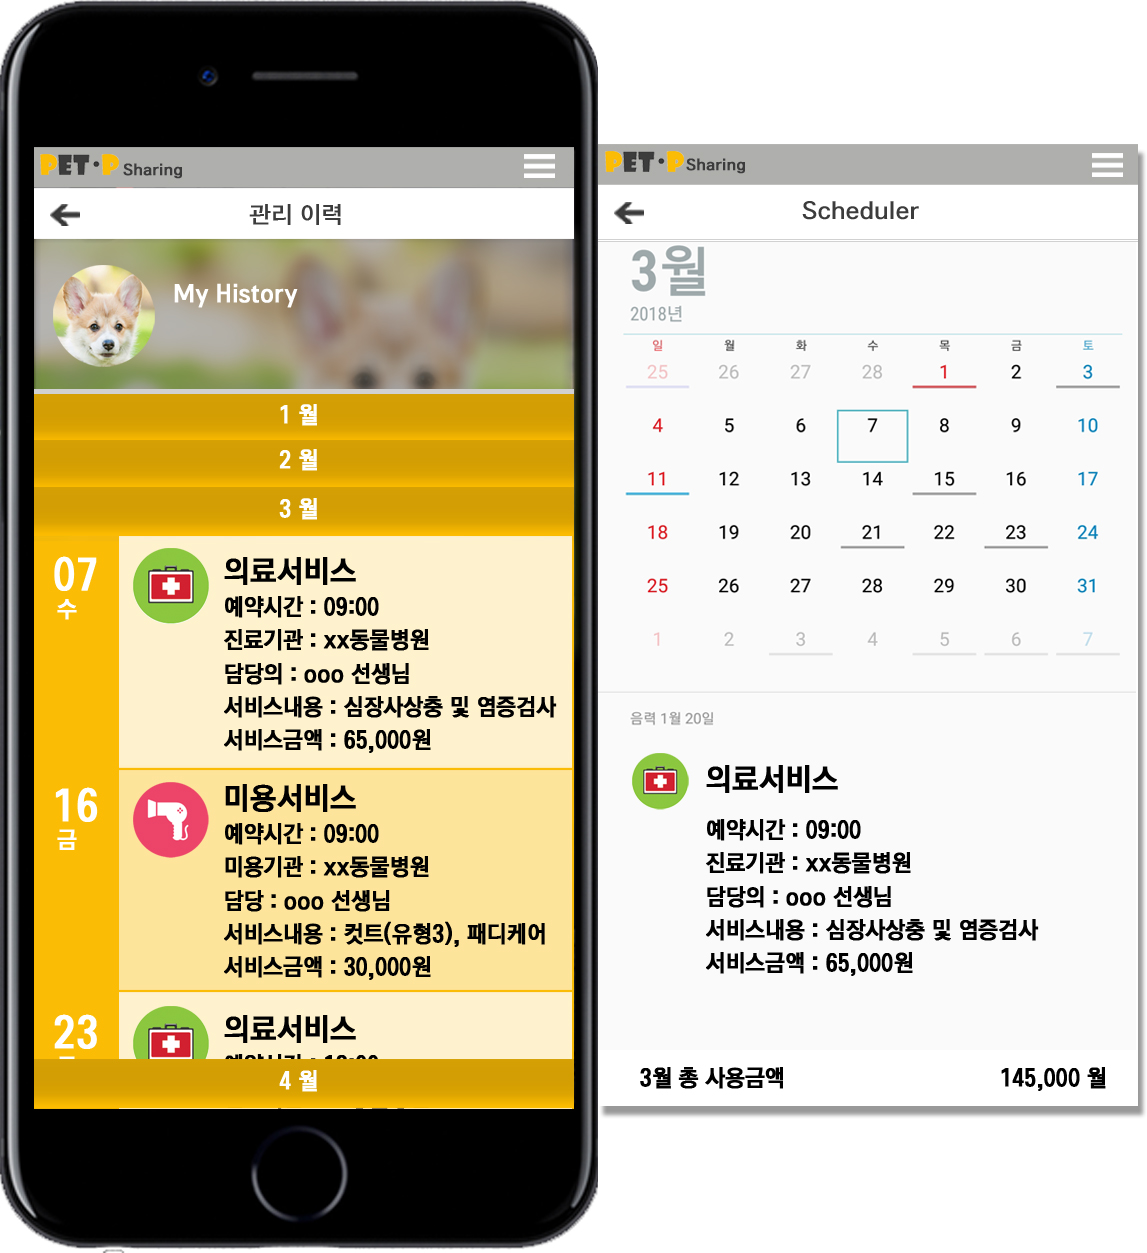 PET·P Sharing
관리 이력
My History
1 월
2 월
3 월
07
수
의료서비스
예약시간 : 09:00
진료기관 : xx동물병원
담당의 : ooo 선생님
서비스내용 : 심장사상충 및 염증검사
서비스금액 : 65,000원
16
금
미용서비스
예약시간 : 09:00
미용기관 : xx동물병원
담당 : ooo 선생님
서비스내용 : 컷트(유형3), 패디케어
서비스금액 : 30,000원
23
의료서비스
4 월
PET·P Sharing
Scheduler
3월
2018년
일 월 화 수 목 금 토
25 26 27 28 1 2 3
4 5 6 7 8 9 10
11 12 13 14 15 16 17
18 19 20 21 22 23 24
25 26 27 28 29 30 31
1 2 3 4 5 6 7
음력 1월 20일
의료서비스
예약시간 : 09:00
진료기관 : xx동물병원
담당의 : ooo 선생님
서비스내용 : 심장사상충 및 염증검사
서비스금액 : 65,000원
3월 총 사용금액 145,000 월